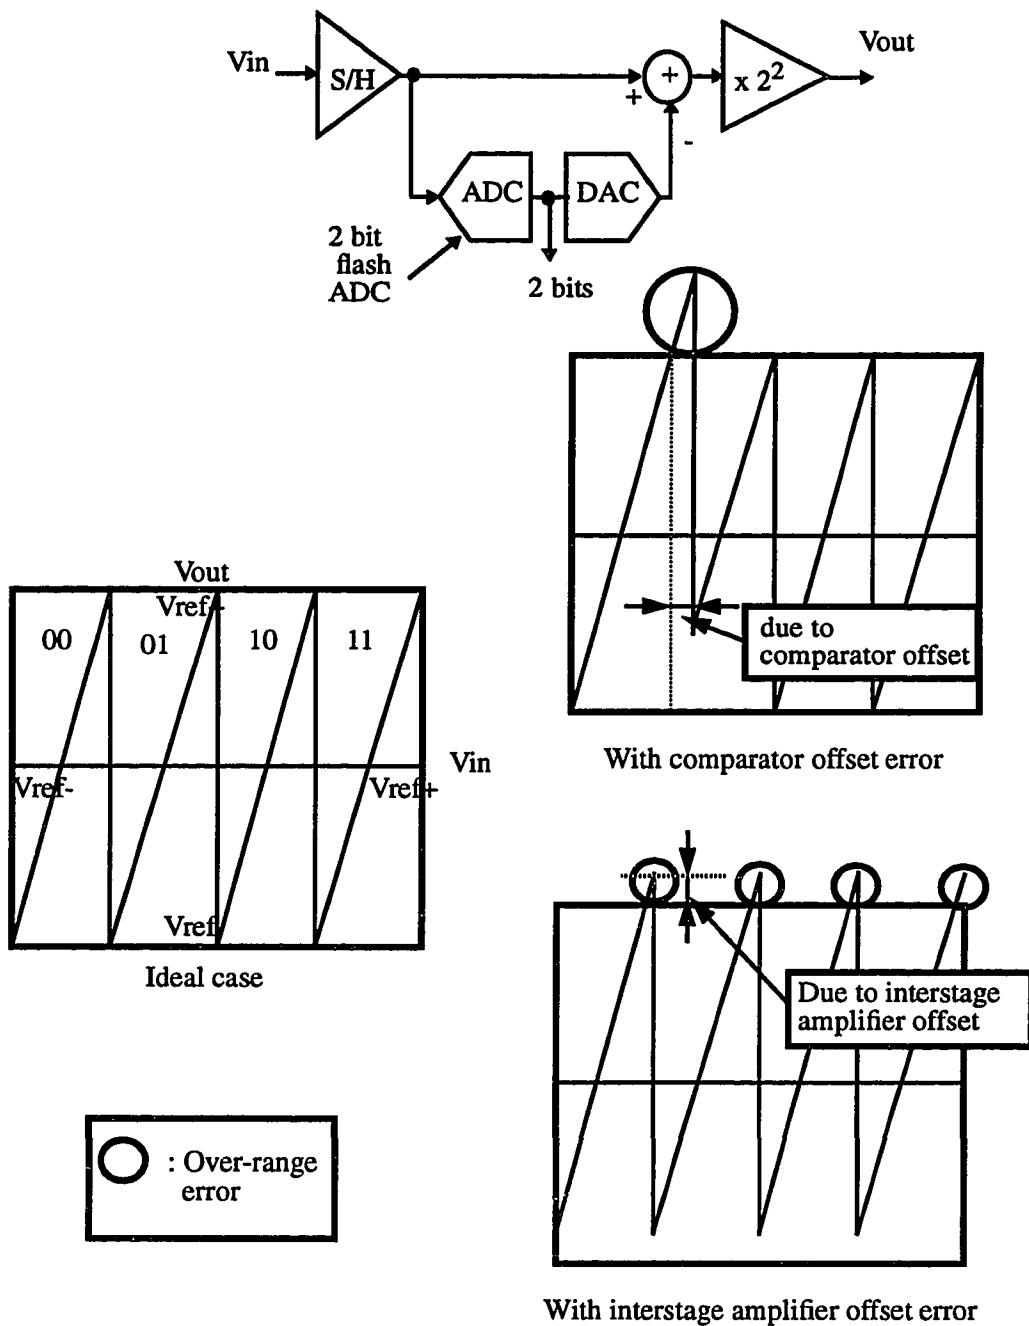 Vin
S/H
+
+
x 2²
Vout
-
ADC
DAC
2 bit
flash
ADC
2 bits
due to
comparator offset
With comparator offset error
Vout
Vref+
00
01
10
11
Vin
Vref-
Vref+
Vref
Ideal case
Due to interstage
amplifier offset
: Over-range
error
With interstage amplifier offset error